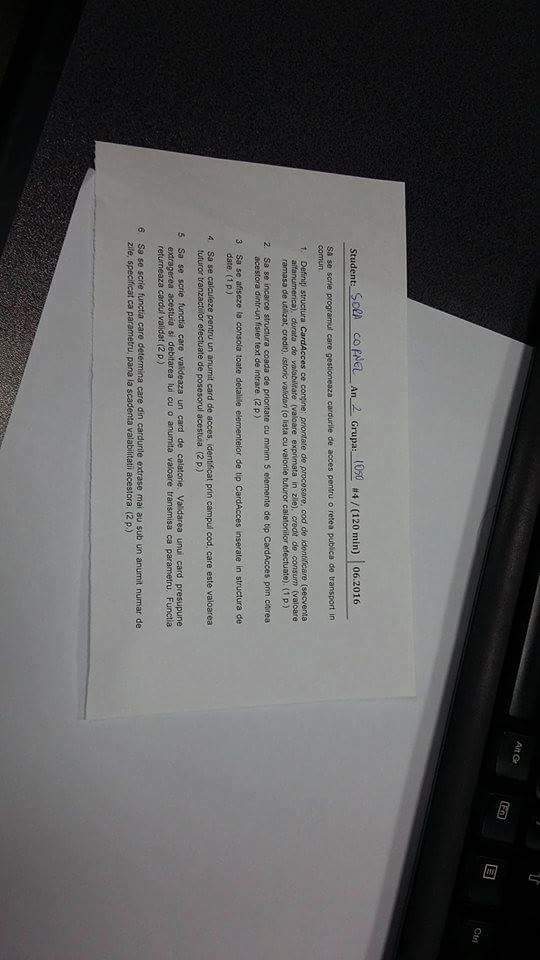 Alt Gr
Fn
Ctrl
Student: SORA CORNEL An 2 Grupa: 1050 #4 / (120 min) 06.2016
Să se scrie programul care gestioneaza cardurile de acces pentru o retea publica de transport in
comun.
1. Definiți structura CardAcces ce conține: prioritate de procesare, cod de identificare (secventa
alfanumerica), durata de valabilitate (valoare exprimata in zile), credit de consum (valoare
ramasa de utilizat, credit), istoric validari (o lista cu valorile tuturor calatoriilor efectuate). (1 p.)
2. Sa se incarce structura coada de prioritate cu minim 5 elemente de tip CardAcces prin citirea
acestora dintr-un fisier text de intrare. (2 p.)
3. Sa se afiseze la consola toate detaliile elementelor de tip CardAcces inserate in structura de
date. (1 p.)
4. Sa se calculeze pentru un anumit card de acces, identificat prin campul cod, care este valoarea
tuturor tranzactiilor efectuate de posesorul acestuia. (2 p.)
5. Sa se scrie functia care valideaza un card de calatorie. Validarea unui card presupune
extragerea acestuia si debitarea lui cu o anumita valoare transmisa ca parametru. Functia
returneaza cardul validat (2 p.)
6. Sa se scrie functia care determina care din cardurile extrase mai au sub un anumit numar de
zile, specificat ca parametru, pana la scadenta valabilitatii acestora. (2 p.)